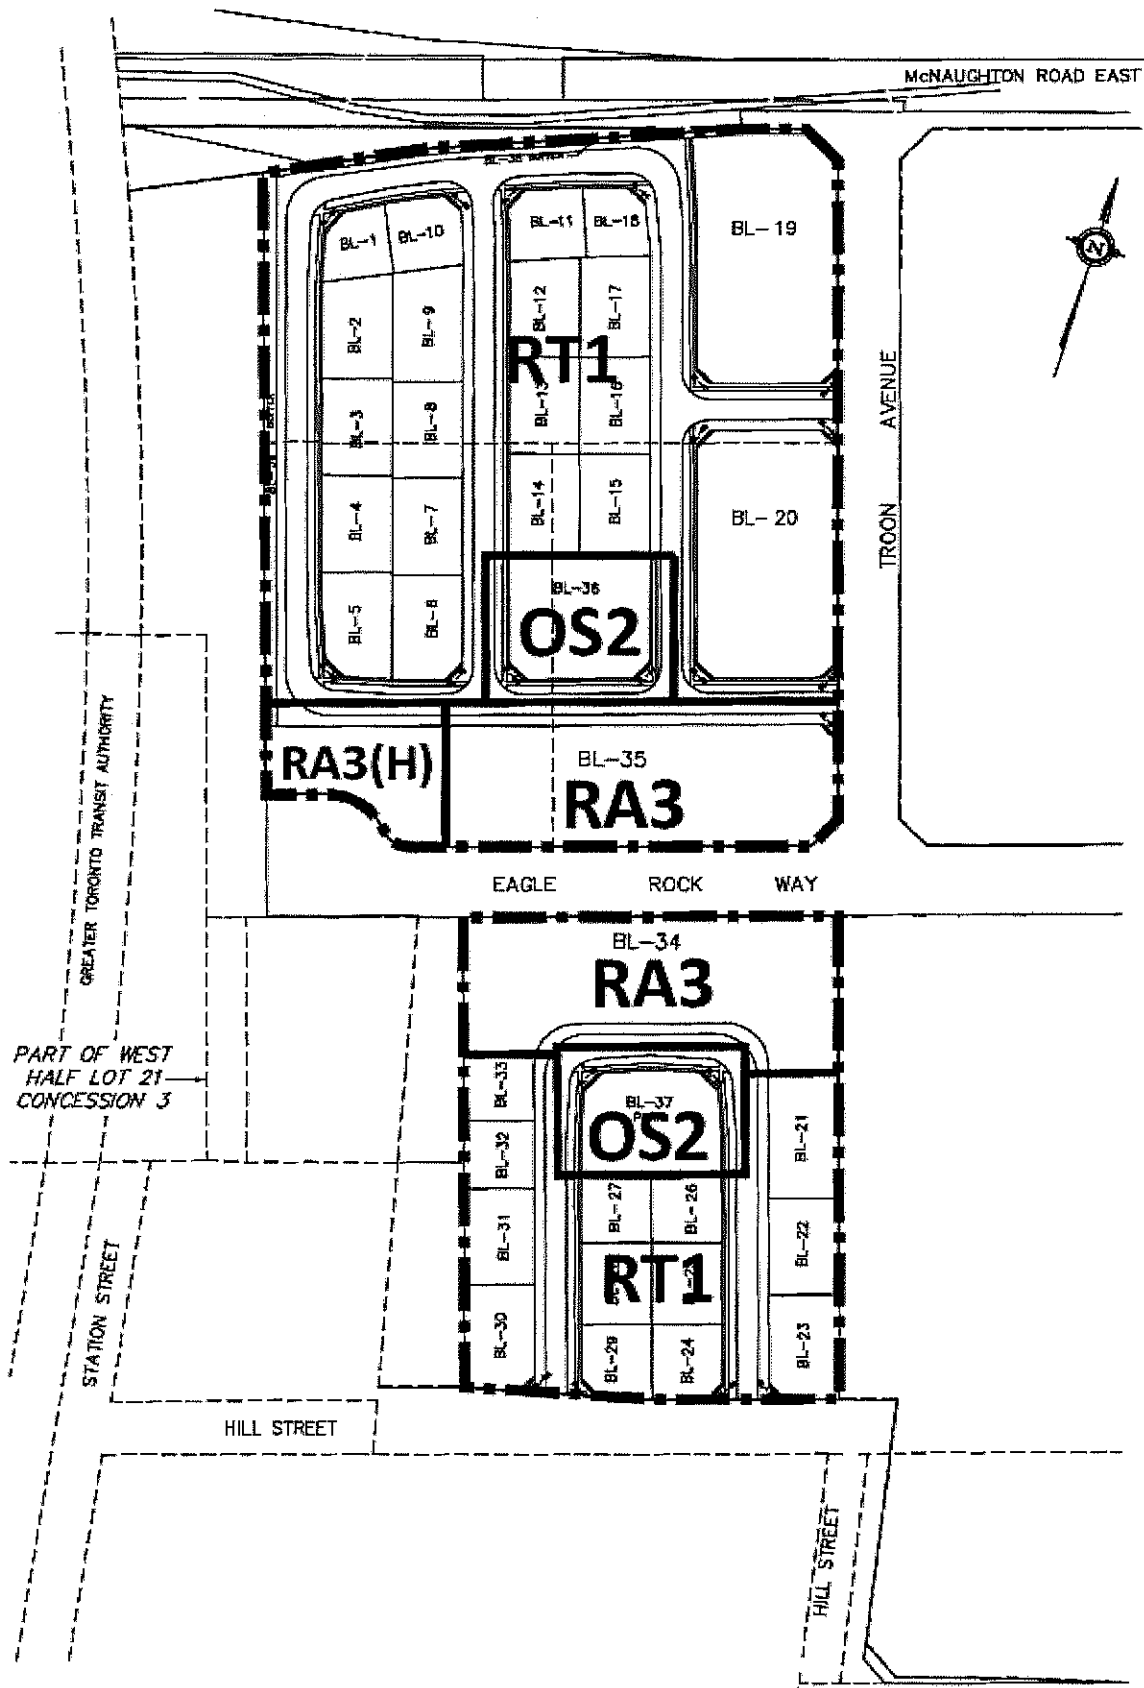 McNAUGHTON ROAD EAST
BL-1
BL-10
BL-11
BL-18
BL-19
N
BL-2
BL-9
BL-12
BL-17
RT1
BL-3
BL-8
BL-13
BL-16
TROON AVENUE
BL-4
BL-7
BL-14
BL-15
BL-20
BL-5
BL-6
BL-36
OS2
GREATER TORONTO TRANSIT AUTHORITY
RA3(H)
BL-35
RA3
EAGLE ROCK WAY
BL-34
RA3
PART OF WEST
HALF LOT 21
CONCESSION 3
BL-33
BL-37
OS2
BL-21
BL-32
BL-27
BL-26
BL-31
BL-22
RT1
BL-30
BL-29
BL-24
BL-23
STATION STREET
HILL STREET
HILL STREET